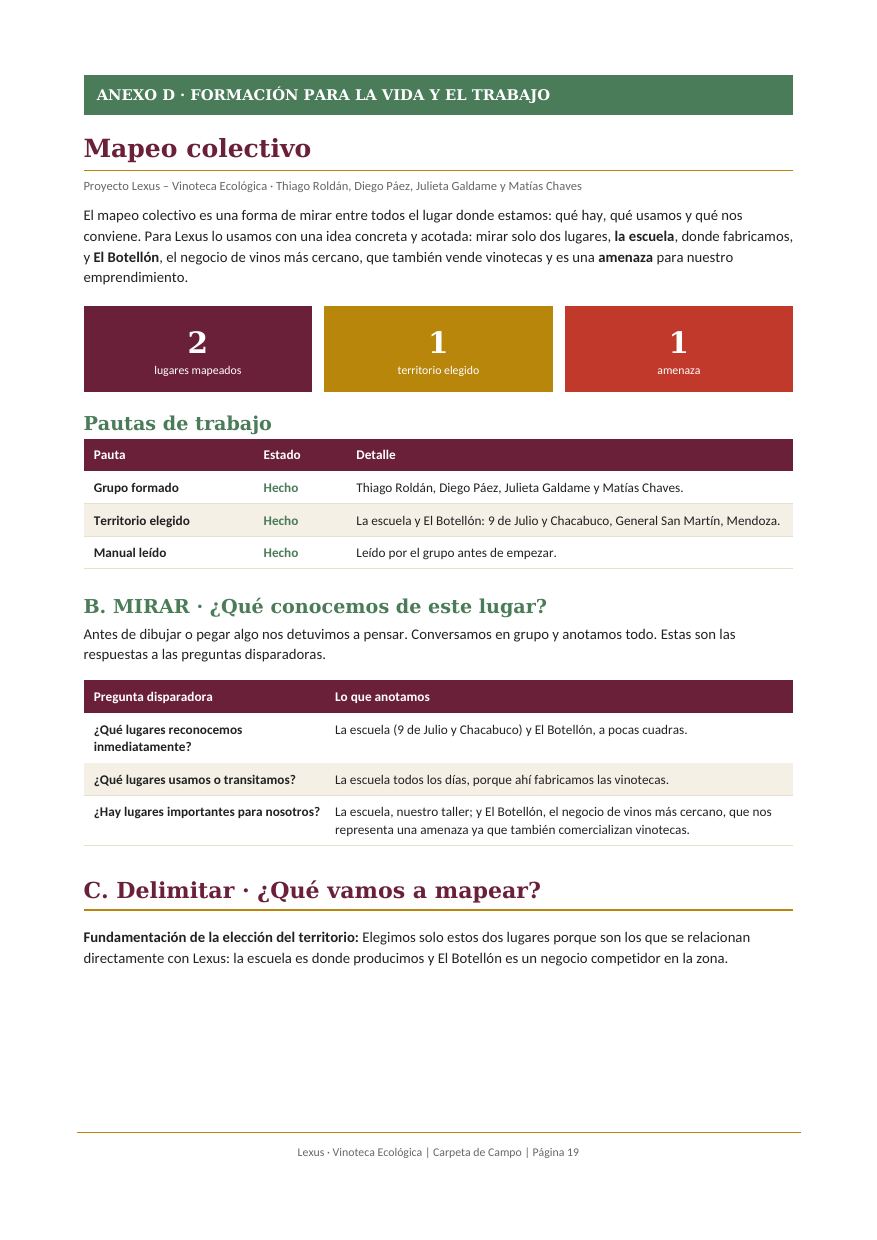 ANEXO D · FORMACIÓN PARA LA VIDA Y EL TRABAJO
Mapeo colectivo
Proyecto Lexus – Vinoteca Ecológica · Thiago Roldán, Diego Páez, Julieta Galdame y Matías Chaves
El mapeo colectivo es una forma de mirar entre todos el lugar donde estamos: qué hay, qué usamos y qué nos
conviene. Para Lexus lo usamos con una idea concreta y acotada: mirar solo dos lugares, la escuela, donde fabricamos,
y El Botellón, el negocio de vinos más cercano, que también vende vinotecas y es una amenaza para nuestro
emprendimiento.
2
lugares mapeados
1
territorio elegido
1
amenaza
Pautas de trabajo
Pauta Estado Detalle
Grupo formado Hecho Thiago Roldán, Diego Páez, Julieta Galdame y Matías Chaves.
Territorio elegido Hecho La escuela y El Botellón: 9 de Julio y Chacabuco, General San Martín, Mendoza.
Manual leído Hecho Leído por el grupo antes de empezar.
B. MIRAR · ¿Qué conocemos de este lugar?
Antes de dibujar o pegar algo nos detuvimos a pensar. Conversamos en grupo y anotamos todo. Estas son las
respuestas a las preguntas disparadoras.
Pregunta disparadora Lo que anotamos
¿Qué lugares reconocemos
inmediatamente?
La escuela (9 de Julio y Chacabuco) y El Botellón, a pocas cuadras.
¿Qué lugares usamos o transitamos? La escuela todos los días, porque ahí fabricamos las vinotecas.
¿Hay lugares importantes para nosotros? La escuela, nuestro taller; y El Botellón, el negocio de vinos más cercano, que nos
representa una amenaza ya que también comercializan vinotecas.
C. Delimitar · ¿Qué vamos a mapear?
Fundamentación de la elección del territorio: Elegimos solo estos dos lugares porque son los que se relacionan
directamente con Lexus: la escuela es donde producimos y El Botellón es un negocio competidor en la zona.
Lexus · Vinoteca Ecológica | Carpeta de Campo | Página 19